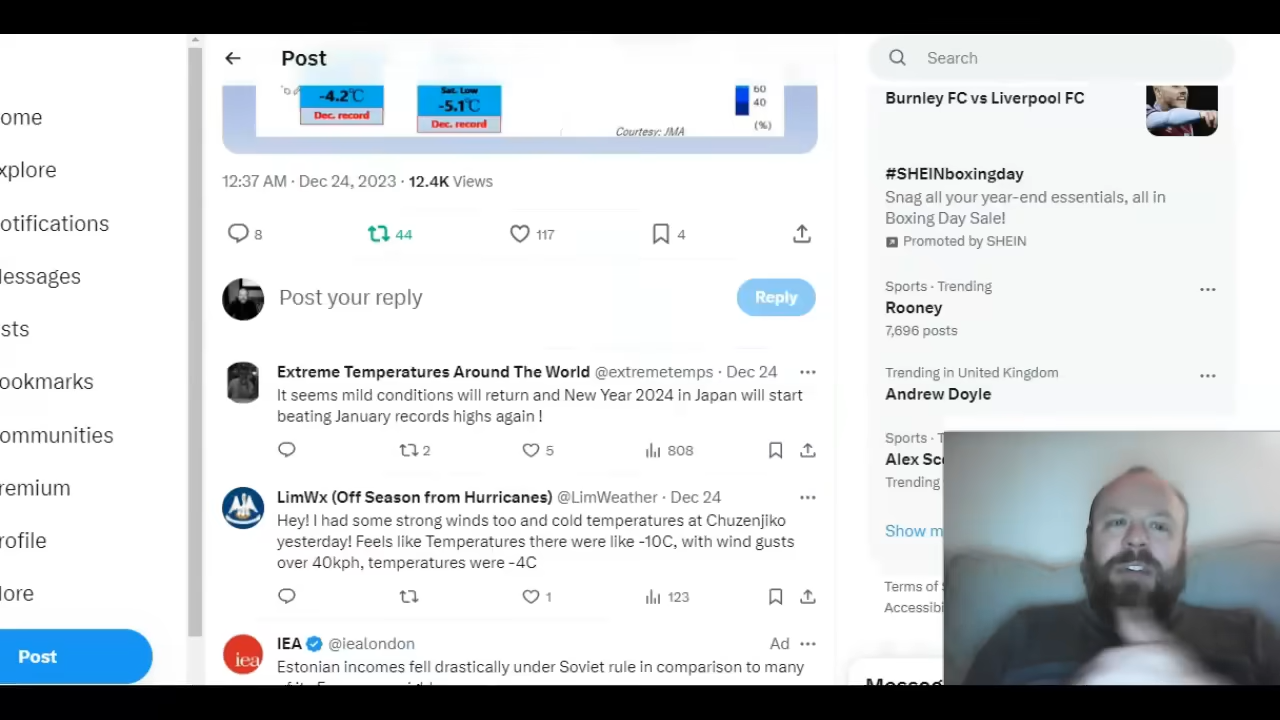 ome
xplore
otifications
essages
sts
ookmarks
ommunities
remium
rofile
ore
Post
Post
-4.2℃
Dec. record
Sat. Low
-5.1℃
Dec. record
60
40
(%)
Courtesy: JMA
12:37 AM · Dec 24, 2023 · 12.4K Views
8
44
117
4
Post your reply
Reply
Extreme Temperatures Around The World @extremetemps · Dec 24
It seems mild conditions will return and New Year 2024 in Japan will start
beating January records highs again !
2
5
808
LimWx (Off Season from Hurricanes) @LimWeather · Dec 24
Hey! I had some strong winds too and cold temperatures at Chuzenjiko
yesterday! Feels like Temperatures there were like -10C, with wind gusts
over 40kph, temperatures were -4C
1
123
IEA @iealondon
Ad
iea
Estonian incomes fell drastically under Soviet rule in comparison to many
Search
Burnley FC vs Liverpool FC
#SHEINboxingday
Snag all your year-end essentials, all in
Boxing Day Sale!
Promoted by SHEIN
Sports · Trending
Rooney
7,696 posts
Trending in United Kingdom
Andrew Doyle
Sports · T
Alex Sc
Trending
Show m
Terms of
Accessibi